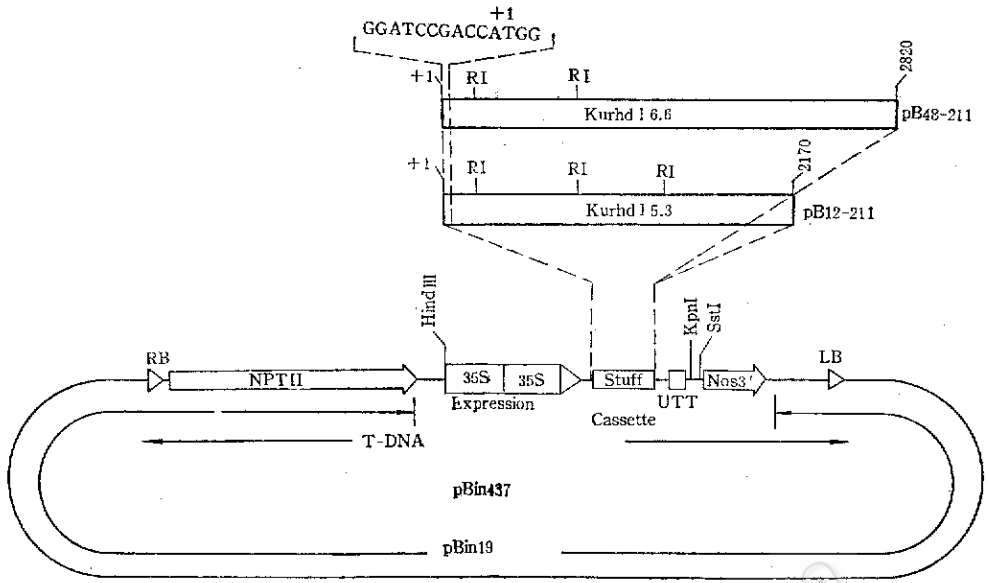 +1
GGATCCGACCATGG
+1
RI
RI
2820
Kurhd I 6.6
pB48-211
+1
RI
RI
RI
2170
Kurhd I 5.3
pB12-211
HindIII
KpnI
SstI
RB
NPTII
35S
35S
Stuff
Nos3'
LB
Expression
Cassette
UTT
T-DNA
pBin437
pBin19